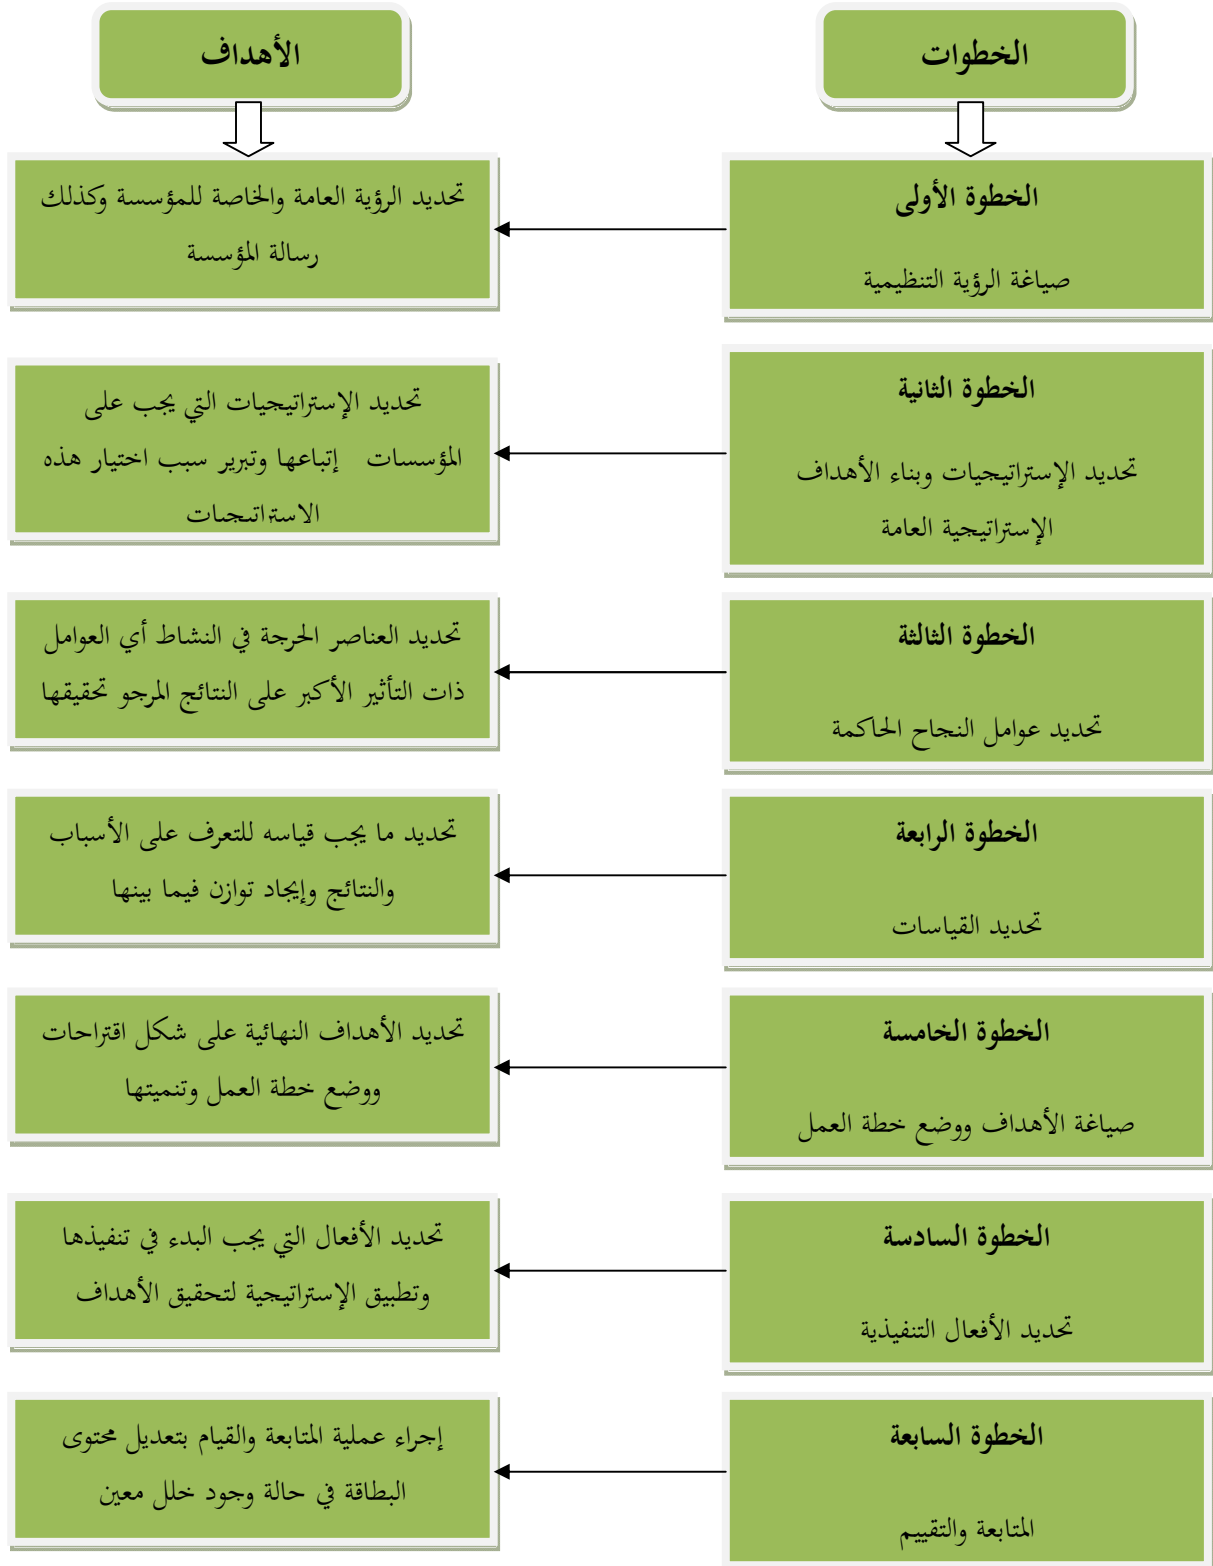 الخطوات
الأهداف
الخطوة الأولى
صياغة الرؤية التنظيمية
تحديد الرؤية العامة والخاصة للمؤسسة وكذلك
رسالة المؤسسة
الخطوة الثانية
تحديد الإستراتيجيات وبناء الأهداف
الإستراتيجية العامة
تحديد الإستراتيجيات التي يجب على
المؤسسات إتباعها وتبرير سبب اختيار هذه
الاستراتيجيات
الخطوة الثالثة
تحديد عوامل النجاح الحاكمة
تحديد العناصر الحرجة في النشاط أي العوامل
ذات التأثير الأكبر على النتائج المرجو تحقيقها
الخطوة الرابعة
تحديد القياسات
تحديد ما يجب قياسه للتعرف على الأسباب
والنتائج وإيجاد توازن فيما بينها
الخطوة الخامسة
صياغة الأهداف ووضع خطة العمل
تحديد الأهداف النهائية على شكل اقتراحات
ووضع خطة العمل وتنميتها
الخطوة السادسة
تحديد الأفعال التنفيذية
تحديد الأفعال التي يجب البدء في تنفيذها
وتطبيق الإستراتيجية لتحقيق الأهداف
الخطوة السابعة
المتابعة والتقييم
إجراء عملية المتابعة والقيام بتعديل محتوى
البطاقة في حالة وجود خلل معين